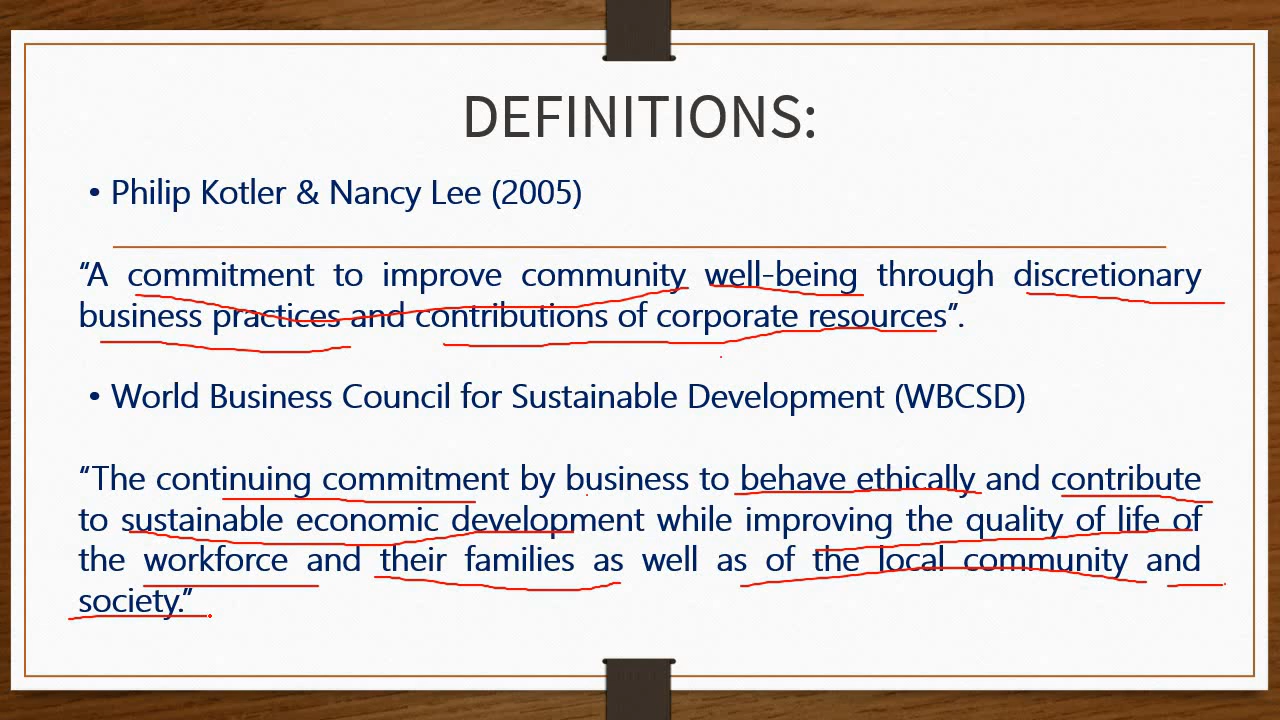 DEFINITIONS:
• Philip Kotler & Nancy Lee (2005)
“A commitment to improve community well-being through discretionary
business practices and contributions of corporate resources”.
• World Business Council for Sustainable Development (WBCSD)
“The continuing commitment by business to behave ethically and contribute
to sustainable economic development while improving the quality of life of
the workforce and their families as well as of the local community and
society.”